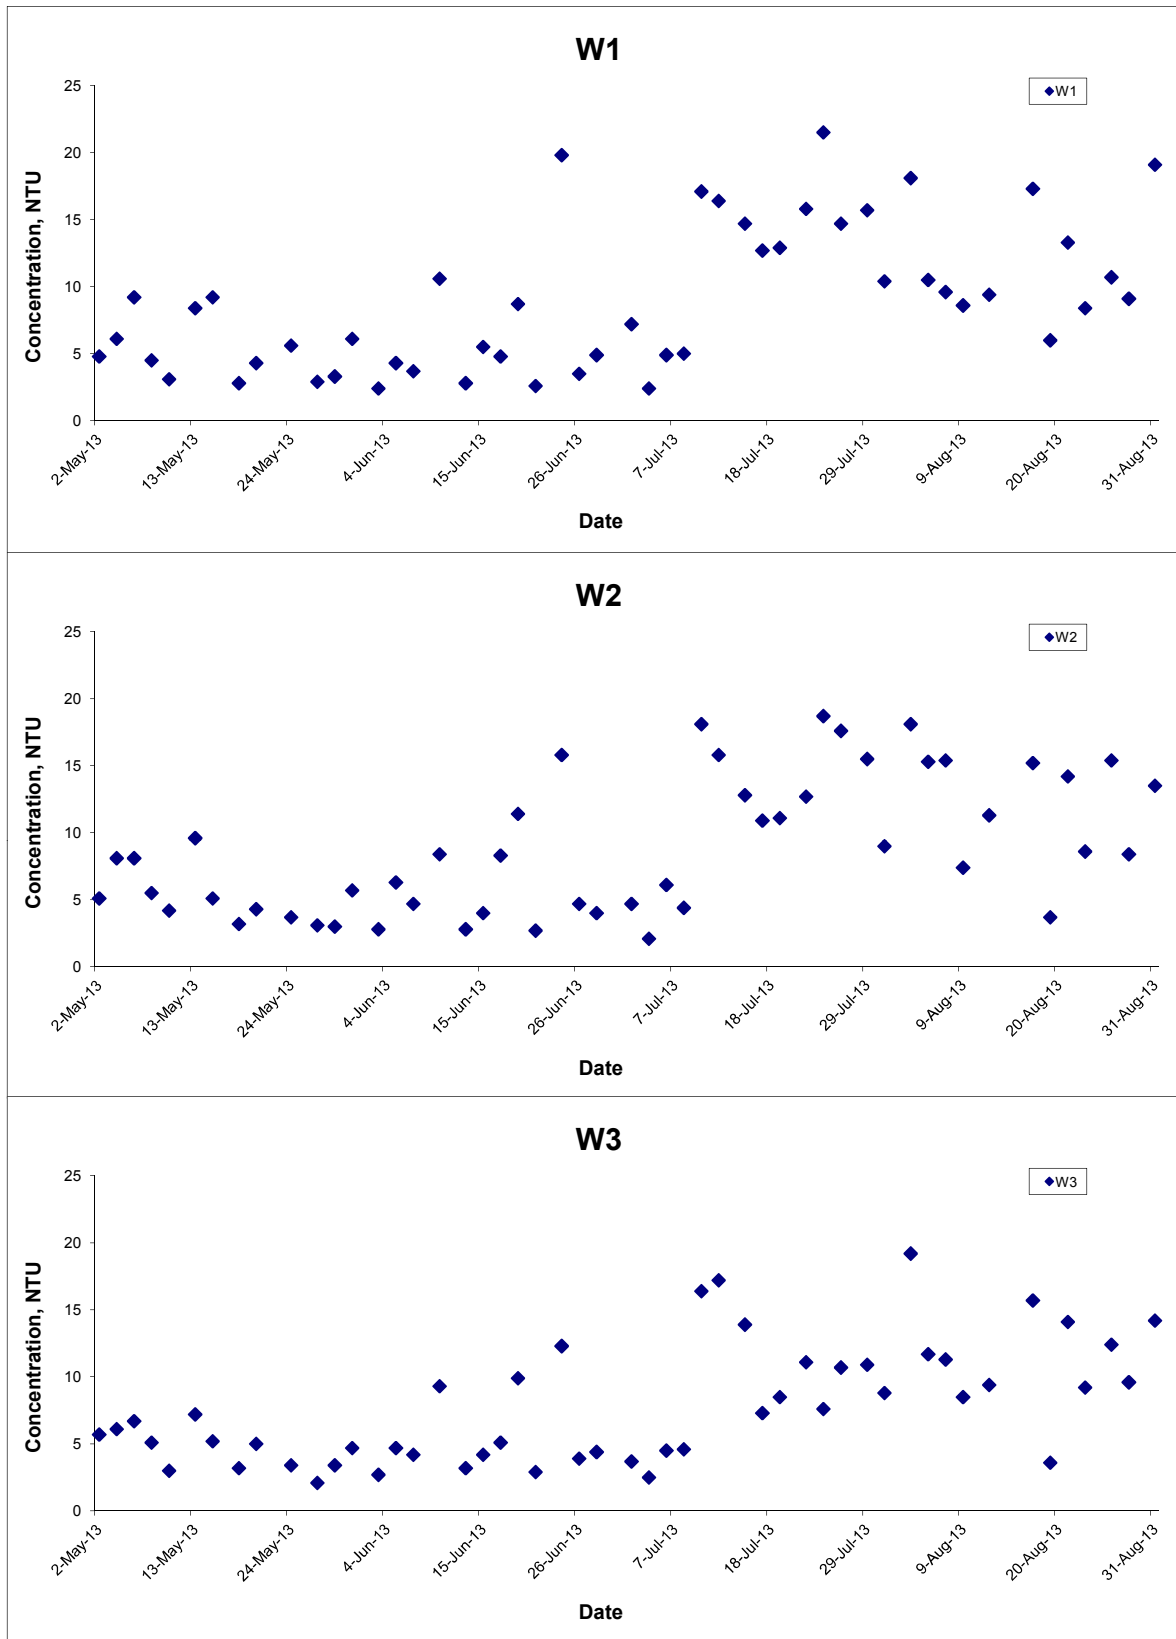 W1
W1
25
20
15
10
5
0
Concentration, NTU
2-May-13
13-May-13
24-May-13
4-Jun-13
15-Jun-13
26-Jun-13
7-Jul-13
18-Jul-13
29-Jul-13
9-Aug-13
20-Aug-13
31-Aug-13
Date
W2
W2
25
20
15
10
5
0
Concentration, NTU
2-May-13
13-May-13
24-May-13
4-Jun-13
15-Jun-13
26-Jun-13
7-Jul-13
18-Jul-13
29-Jul-13
9-Aug-13
20-Aug-13
31-Aug-13
Date
W3
W3
25
20
15
10
5
0
Concentration, NTU
2-May-13
13-May-13
24-May-13
4-Jun-13
15-Jun-13
26-Jun-13
7-Jul-13
18-Jul-13
29-Jul-13
9-Aug-13
20-Aug-13
31-Aug-13
Date